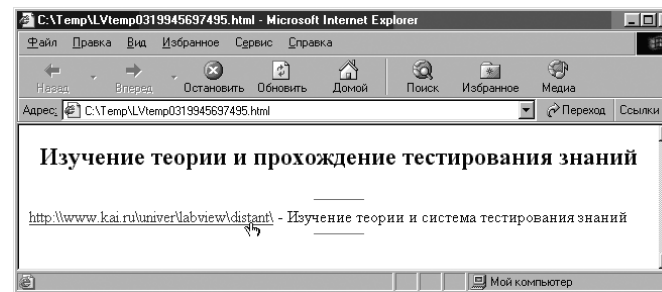 C:\Temp\LVtemp0319945697495.html - Microsoft Internet Explorer
Файл Правка Вид Избранное Сервис Справка
Назад Вперед Остановить Обновить Домой Поиск Избранное Медиа
Адрес: C:\Temp\LVtemp0319945697495.html Переход Ссылки
Изучение теории и прохождение тестирования знаний
http:\\www.kai.ru\univer\labview\distant\ - Изучение теории и система тестирования знаний
Мой компьютер